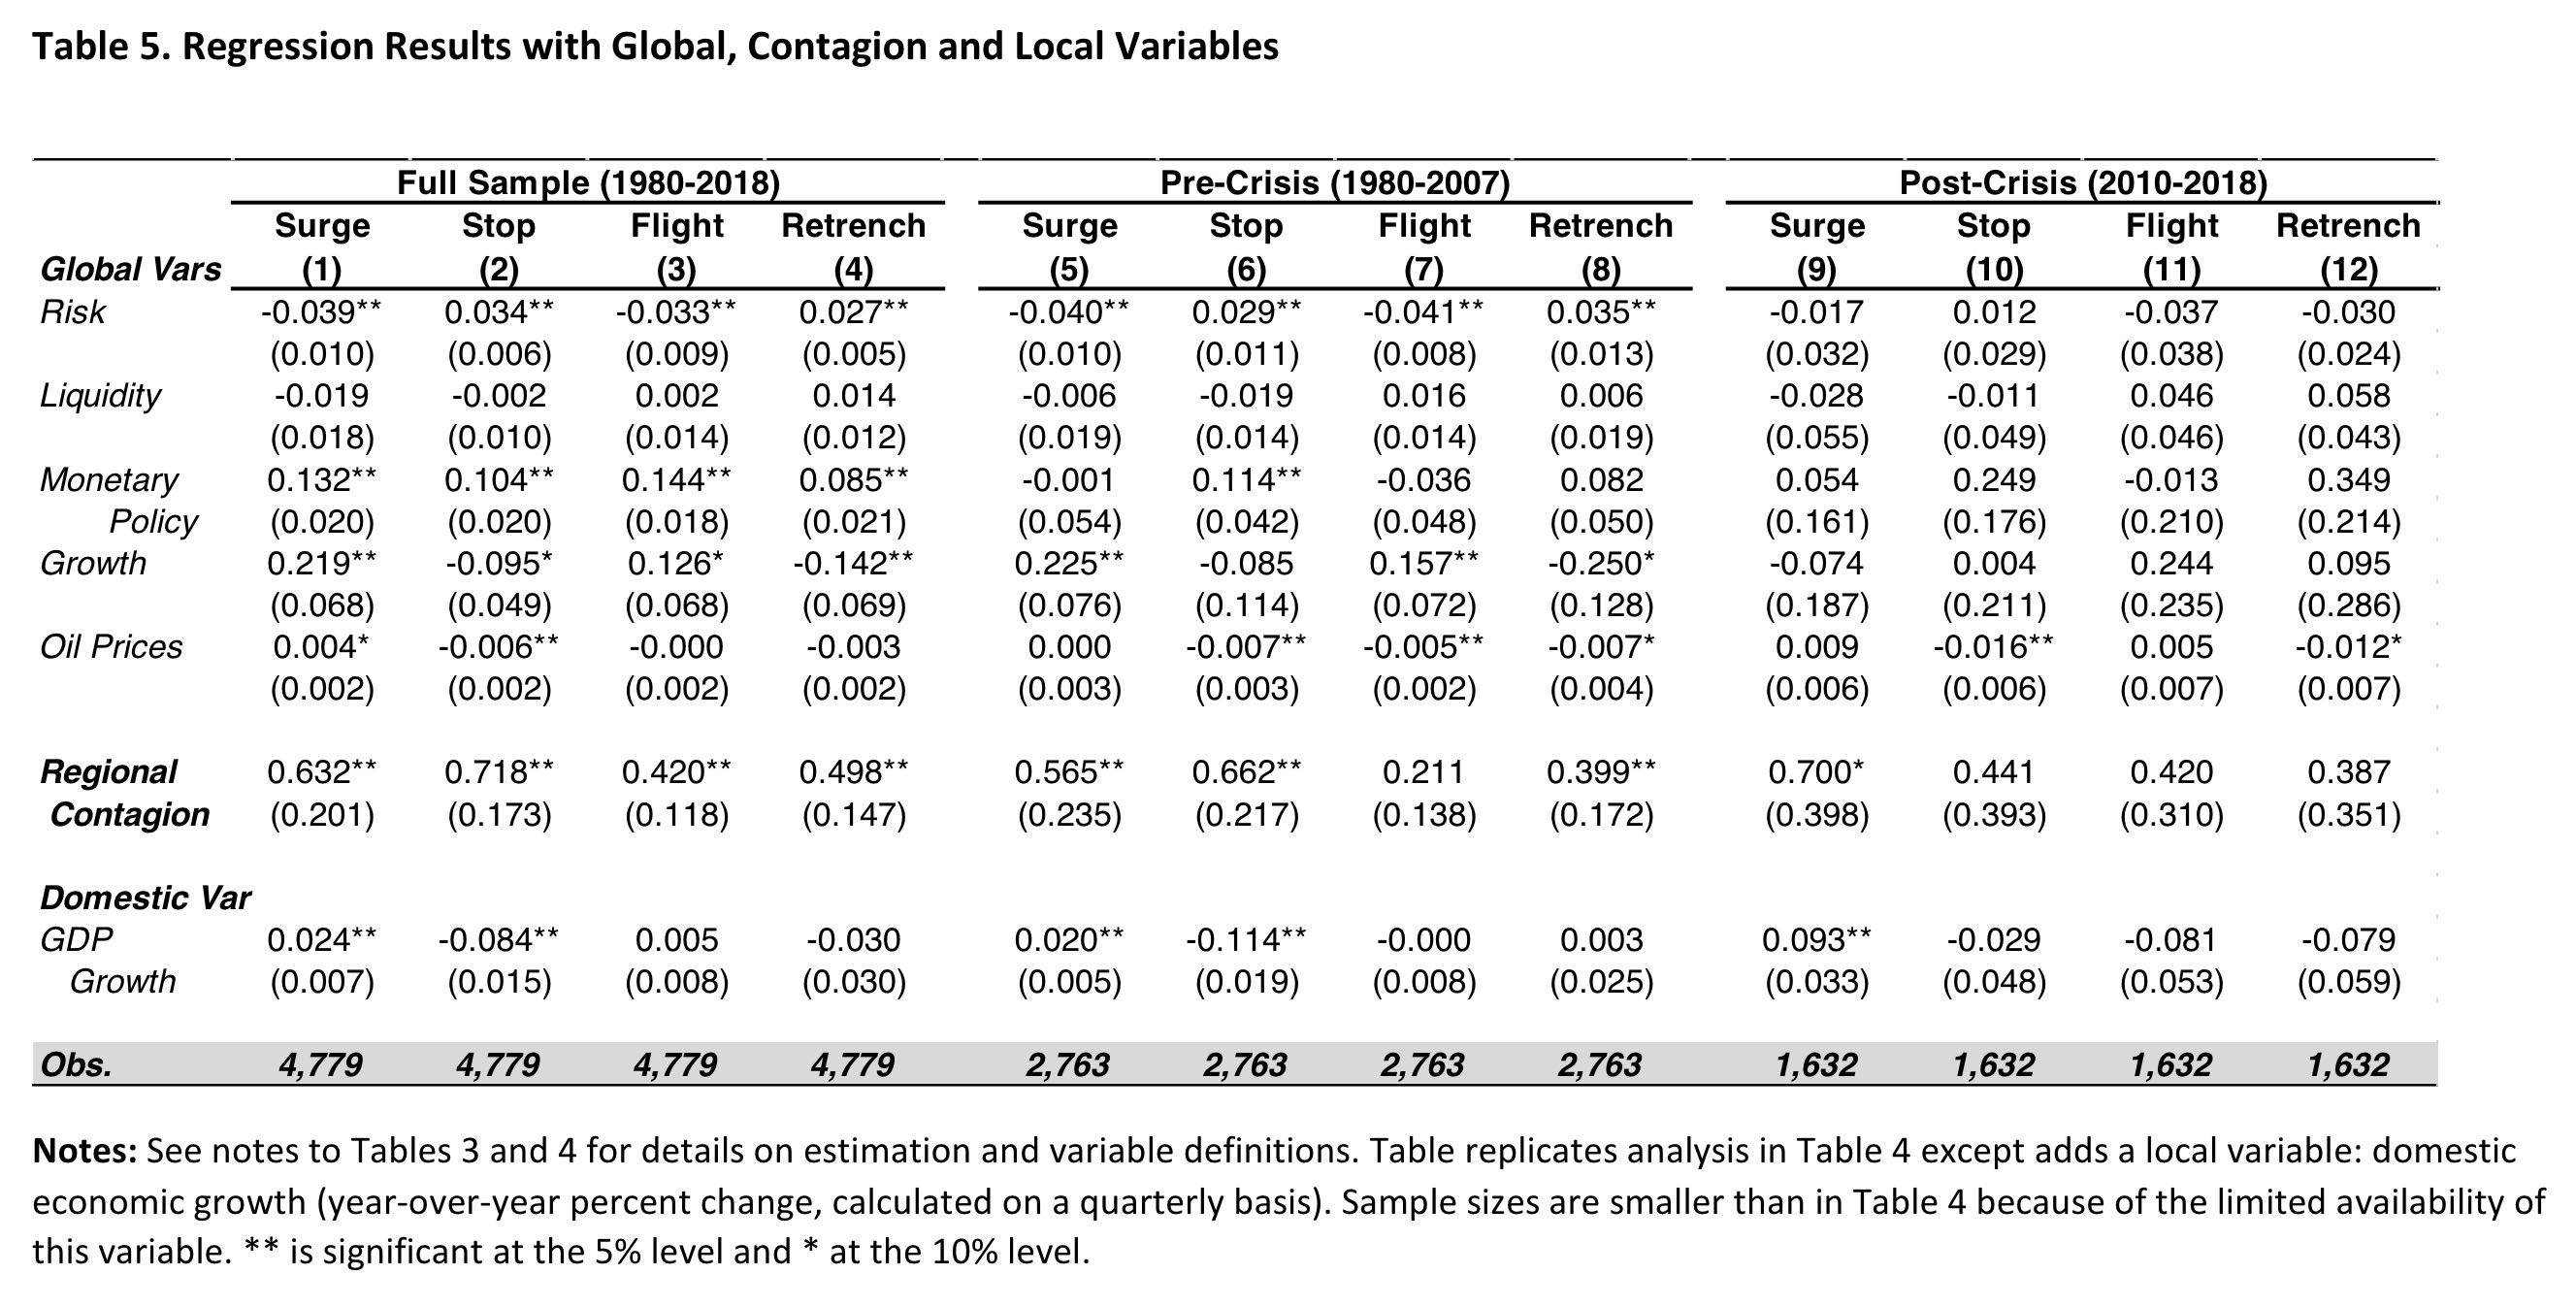 Table 5. Regression Results with Global, Contagion and Local Variables
Full Sample (1980-2018) Pre-Crisis (1980-2007) Post-Crisis (2010-2018)
Surge Stop Flight Retrench Surge Stop Flight Retrench Surge Stop Flight Retrench
Global Vars (1) (2) (3) (4) (5) (6) (7) (8) (9) (10) (11) (12)
Risk -0.039** 0.034** -0.033** 0.027** -0.040** 0.029** -0.041** 0.035** -0.017 0.012 -0.037 -0.030
(0.010) (0.006) (0.009) (0.005) (0.010) (0.011) (0.008) (0.013) (0.032) (0.029) (0.038) (0.024)
Liquidity -0.019 -0.002 0.002 0.014 -0.006 -0.019 0.016 0.006 -0.028 -0.011 0.046 0.058
(0.018) (0.010) (0.014) (0.012) (0.019) (0.014) (0.014) (0.019) (0.055) (0.049) (0.046) (0.043)
Monetary 0.132** 0.104** 0.144** 0.085** -0.001 0.114** -0.036 0.082 0.054 0.249 -0.013 0.349
Policy (0.020) (0.020) (0.018) (0.021) (0.054) (0.042) (0.048) (0.050) (0.161) (0.176) (0.210) (0.214)
Growth 0.219** -0.095* 0.126* -0.142** 0.225** -0.085 0.157** -0.250* -0.074 0.004 0.244 0.095
(0.068) (0.049) (0.068) (0.069) (0.076) (0.114) (0.072) (0.128) (0.187) (0.211) (0.235) (0.286)
Oil Prices 0.004* -0.006** -0.000 -0.003 0.000 -0.007** -0.005** -0.007* 0.009 -0.016** 0.005 -0.012*
(0.002) (0.002) (0.002) (0.002) (0.003) (0.003) (0.002) (0.004) (0.006) (0.006) (0.007) (0.007)
Regional 0.632** 0.718** 0.420** 0.498** 0.565** 0.662** 0.211 0.399** 0.700* 0.441 0.420 0.387
Contagion (0.201) (0.173) (0.118) (0.147) (0.235) (0.217) (0.138) (0.172) (0.398) (0.393) (0.310) (0.351)
Domestic Var
GDP 0.024** -0.084** 0.005 -0.030 0.020** -0.114** -0.000 0.003 0.093** -0.029 -0.081 -0.079
Growth (0.007) (0.015) (0.008) (0.030) (0.005) (0.019) (0.008) (0.025) (0.033) (0.048) (0.053) (0.059)
Obs. 4,779 4,779 4,779 4,779 2,763 2,763 2,763 2,763 1,632 1,632 1,632 1,632
Notes: See notes to Tables 3 and 4 for details on estimation and variable definitions. Table replicates analysis in Table 4 except adds a local variable: domestic
economic growth (year-over-year percent change, calculated on a quarterly basis). Sample sizes are smaller than in Table 4 because of the limited availability of
this variable. ** is significant at the 5% level and * at the 10% level.